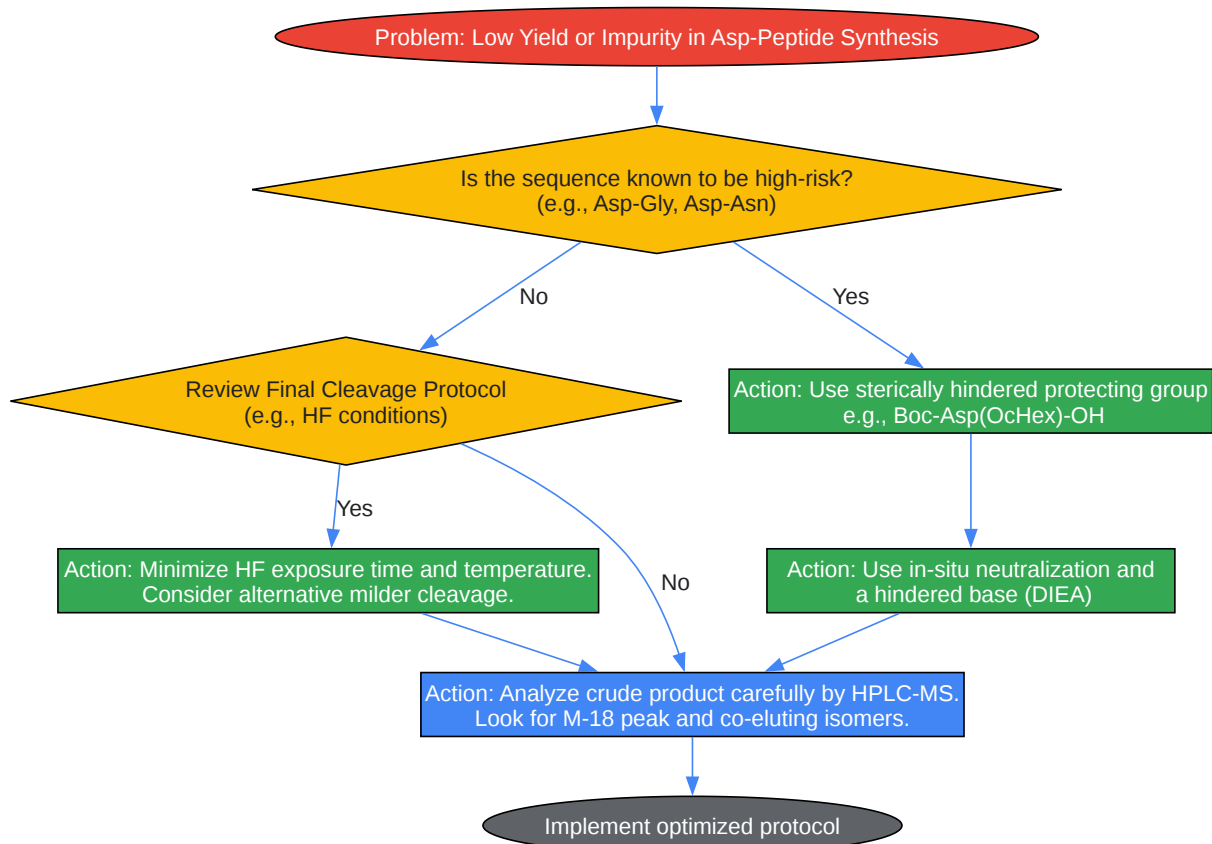 Problem: Low Yield or Impurity in Asp-Peptide Synthesis
Is the sequence known to be high-risk?
(e.g., Asp-Gly, Asp-Asn)
No
Yes
Review Final Cleavage Protocol
(e.g., HF conditions)
Action: Use sterically hindered protecting group
e.g., Boc-Asp(OcHex)-OH
Yes
No
Action: Minimize HF exposure time and temperature.
Consider alternative milder cleavage.
Action: Use in-situ neutralization and
a hindered base (DIEA)
Action: Analyze crude product carefully by HPLC-MS.
Look for M-18 peak and co-eluting isomers.
Implement optimized protocol